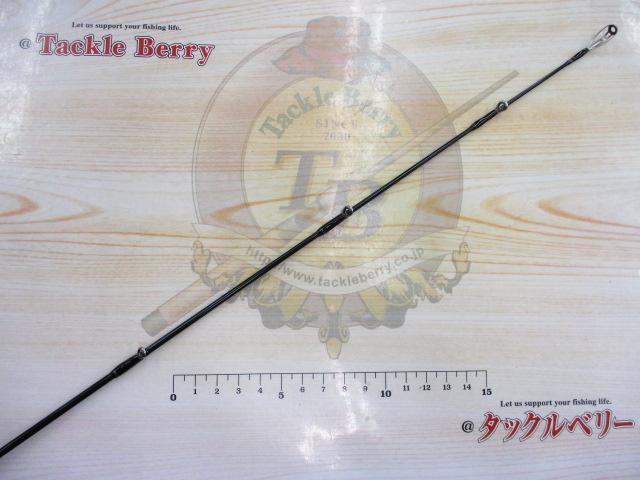 Let us support your fishing life.
@ Tackle Berry
Tackle Berry
SINCE
TB
http://www.tackleberry.co.jp
0 1 2 3 4 5 6 7 8 9 10 11 12 13 14 15
Let us support your fishing life.
@ タックルベリー